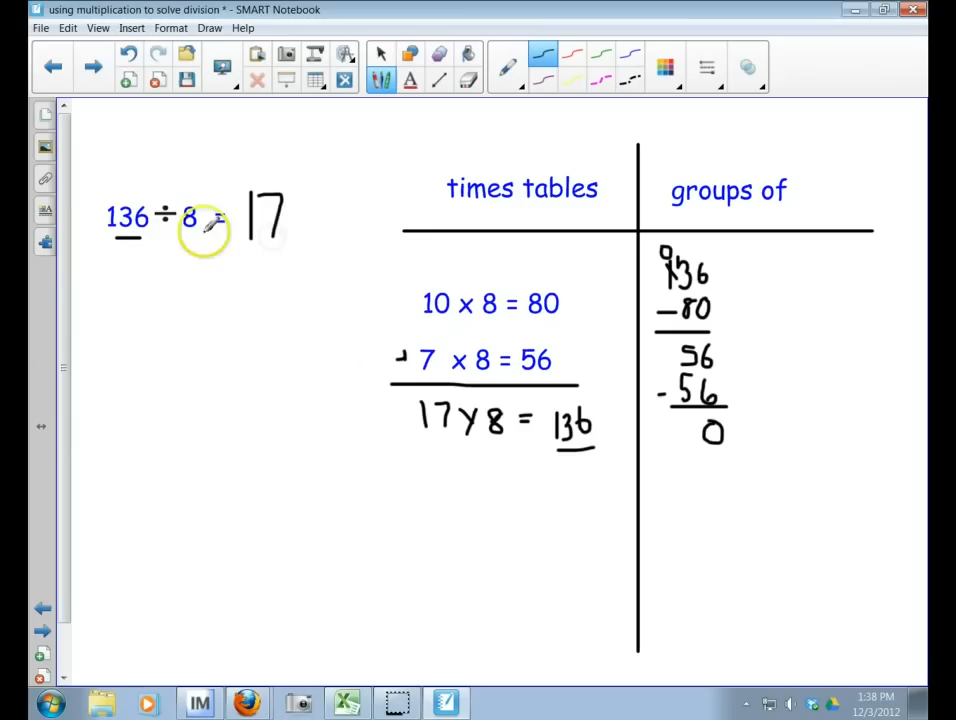 using multiplication to solve division * - SMART Notebook
File Edit View Insert Format Draw Help
136 ÷ 8 = 17
times tables
groups of
10 x 8 = 80
+ 7 x 8 = 56
17 x 8 = 136
136
- 80
56
- 56
0
IM
1:38 PM
12/3/2012